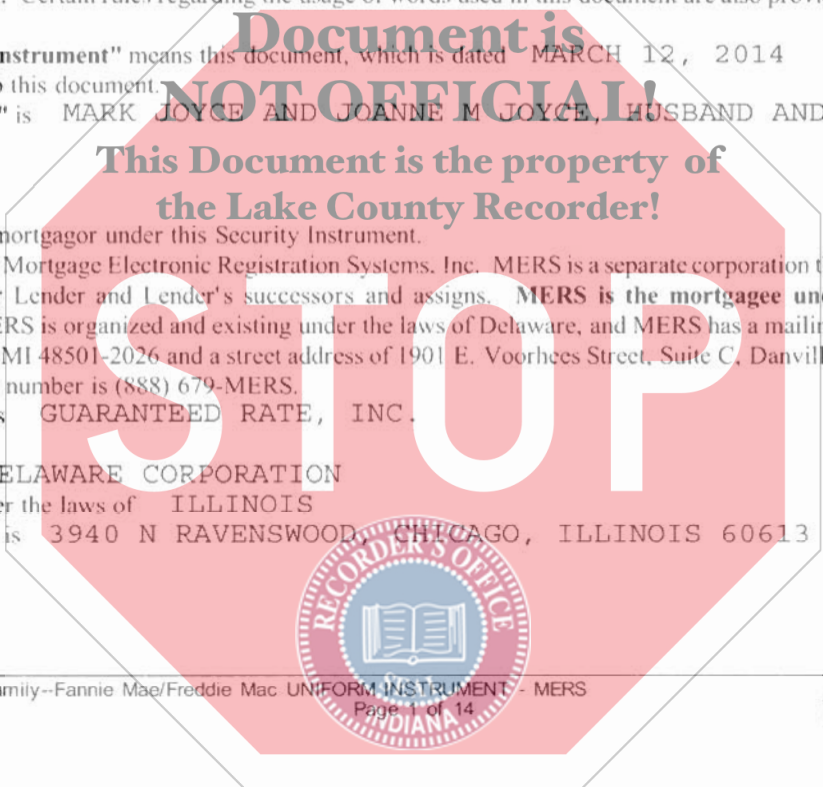 Certain rules regarding the usage of words used in this document are also provi
Document is
nstrument" means this document, which is dated MARCH 12, 2014
this document.
NOT OFFICIAL!
" is MARK JOYCE AND JOANNE M JOYCE, HUSBAND AND
This Document is the property of
the Lake County Recorder!
mortgagor under this Security Instrument.
Mortgage Electronic Registration Systems, Inc. MERS is a separate corporation t
Lender and Lender's successors and assigns. MERS is the mortgagee un
ERS is organized and existing under the laws of Delaware, and MERS has a mailin
MI 48501-2026 and a street address of 1901 E. Voorhees Street, Suite C, Danvill
number is (888) 679-MERS.
STOP
s GUARANTEED RATE, INC.
ELAWARE CORPORATION
er the laws of ILLINOIS
is 3940 N RAVENSWOOD, CHICAGO, ILLINOIS 60613
RECORDER'S OFFICE
amily--Fannie Mae/Freddie Mac UNIFORM INSTRUMENT - MERS
Page 1 of 14
INDIANA